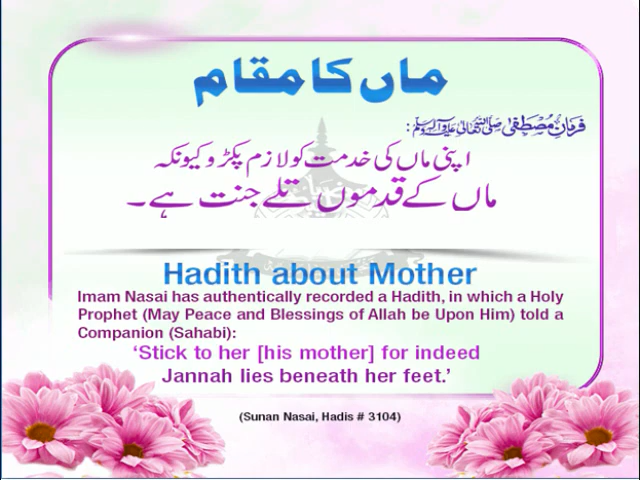 ماں کا مقام
فرمانِ مصطفیٰ صلی اللہ تعالیٰ علیہ وآلہ وسلم:
اپنی ماں کی خدمت کو لازم پکڑو کیونکہ
ماں کے قدموں تلے جنت ہے۔
Hadith about Mother
Imam Nasai has authentically recorded a Hadith, in which a Holy
Prophet (May Peace and Blessings of Allah be Upon Him) told a
Companion (Sahabi):
‘Stick to her [his mother] for indeed
Jannah lies beneath her feet.’
(Sunan Nasai, Hadis # 3104)